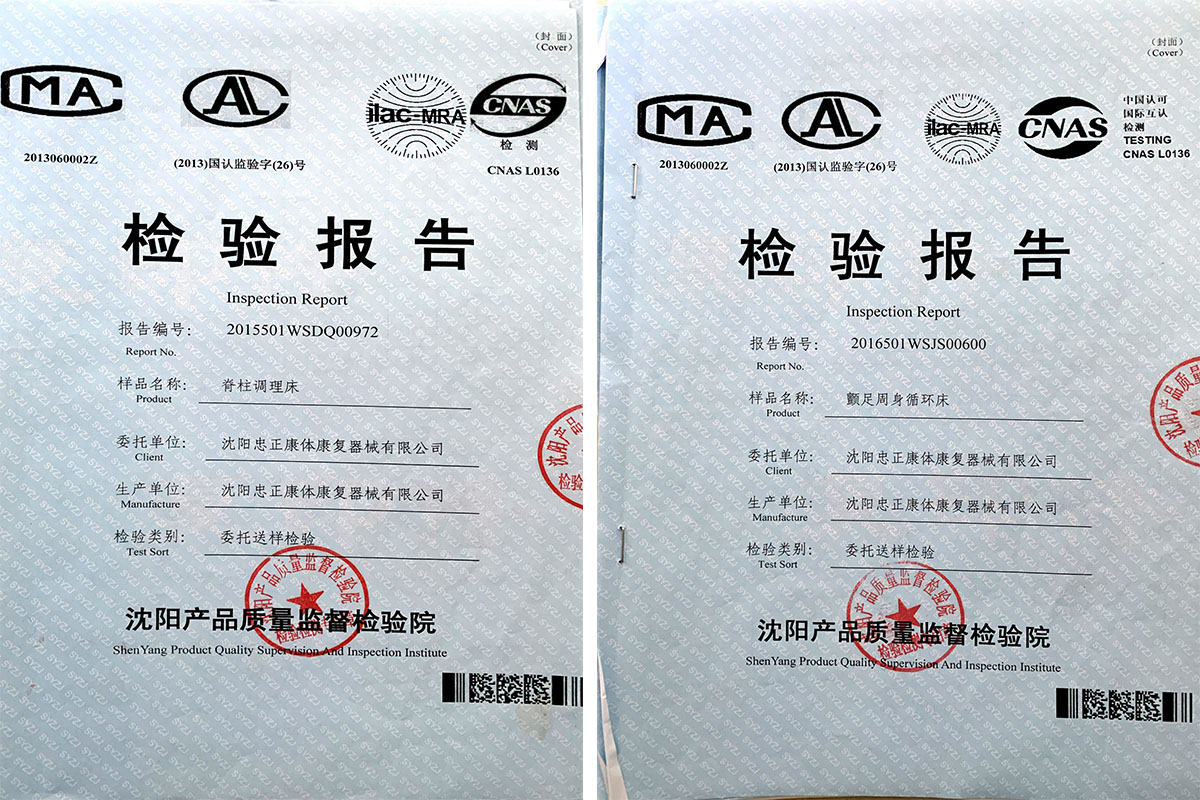 （封 面）
(Cover)
MA
AL
ilac-MRA
CNAS
检 测
2013060002Z
(2013)国认监验字(26)号
CNAS L0136
检验报告
Inspection Report
报告编号: 2015501WSDQ00972
Report No.
样品名称: 脊柱调理床
Product
委托单位: 沈阳忠正康体康复器械有限公司
Client
生产单位: 沈阳忠正康体康复器械有限公司
Manufacture
检验类别: 委托送样检验
Test Sort
沈阳产品质量监督检验院
ShenYang Product Quality Supervision And Inspection Institute
（封面）
(Cover)
MA
AL
ilac-MRA
CNAS
中国认可
国际互认
检测
TESTING
CNAS L0136
2013060002Z
(2013)国认监验字(26)号
检验报告
Inspection Report
报告编号: 2016501WSJS00600
Report No.
样品名称: 颤足周身循环床
Product
委托单位: 沈阳忠正康体康复器械有限公司
Client
生产单位: 沈阳忠正康体康复器械有限公司
Manufacture
检验类别: 委托送样检验
Test Sort
沈阳产品质量监督检验院
ShenYang Product Quality Supervision And Inspection Institute